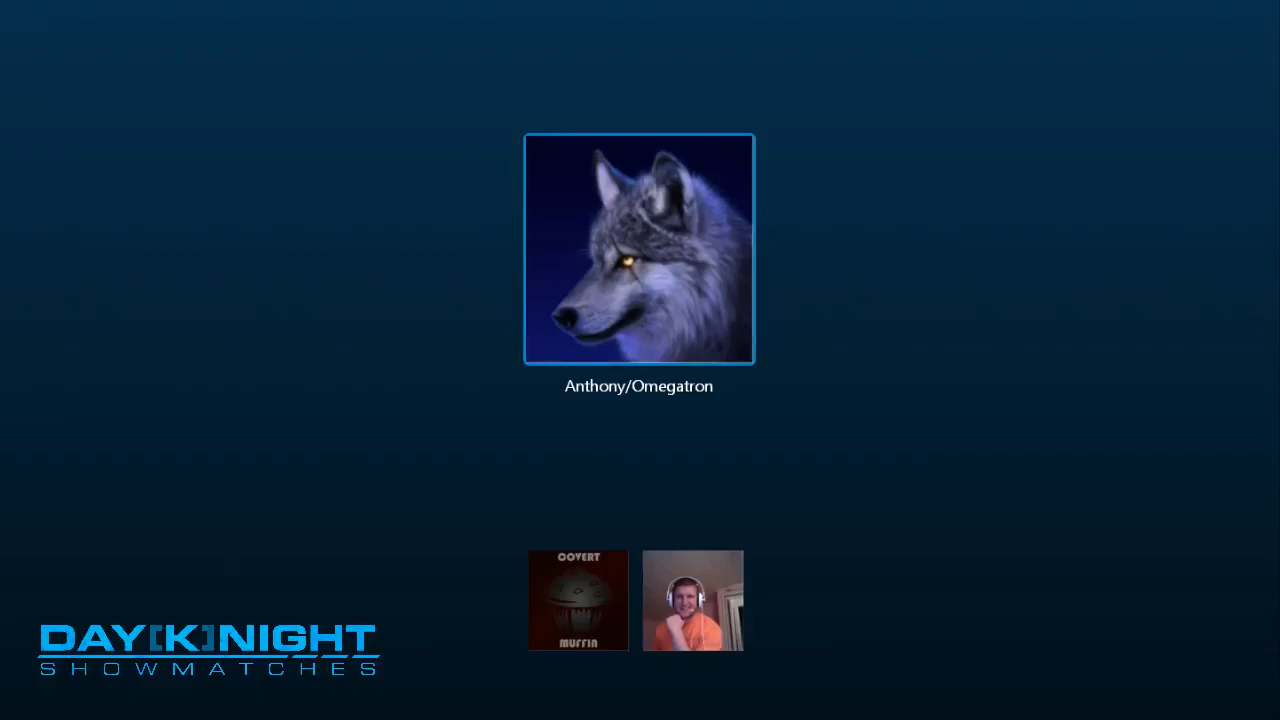 Anthony/Omegatron
COVERT
MUFFIN
DAY[K]NIGHT
SHOWMATCHES